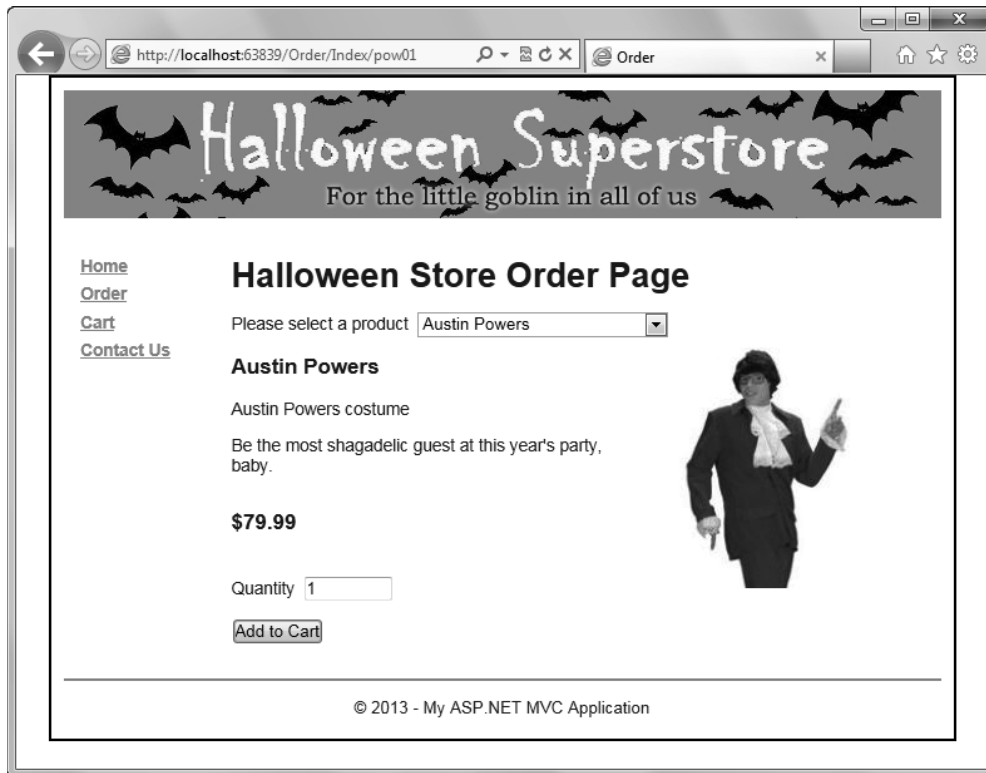 http://localhost:63839/Order/Index/pow01
Order
Halloween Superstore
For the little goblin in all of us
Home
Order
Cart
Contact Us
Halloween Store Order Page
Please select a product Austin Powers
Austin Powers
Austin Powers costume
Be the most shagadelic guest at this year's party,
baby.
$79.99
Quantity 1
Add to Cart
© 2013 - My ASP.NET MVC Application